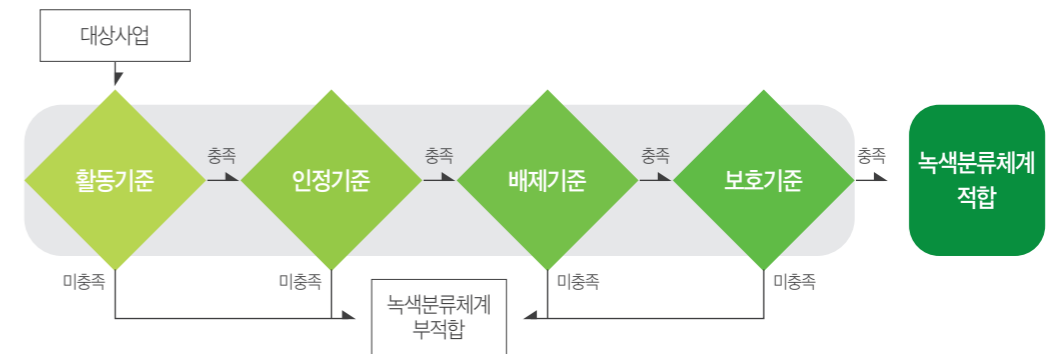 대상사업
활동기준
충족
인정기준
충족
배제기준
충족
보호기준
충족
녹색분류체계
적합
미충족
미충족
미충족
미충족
녹색분류체계
부적합